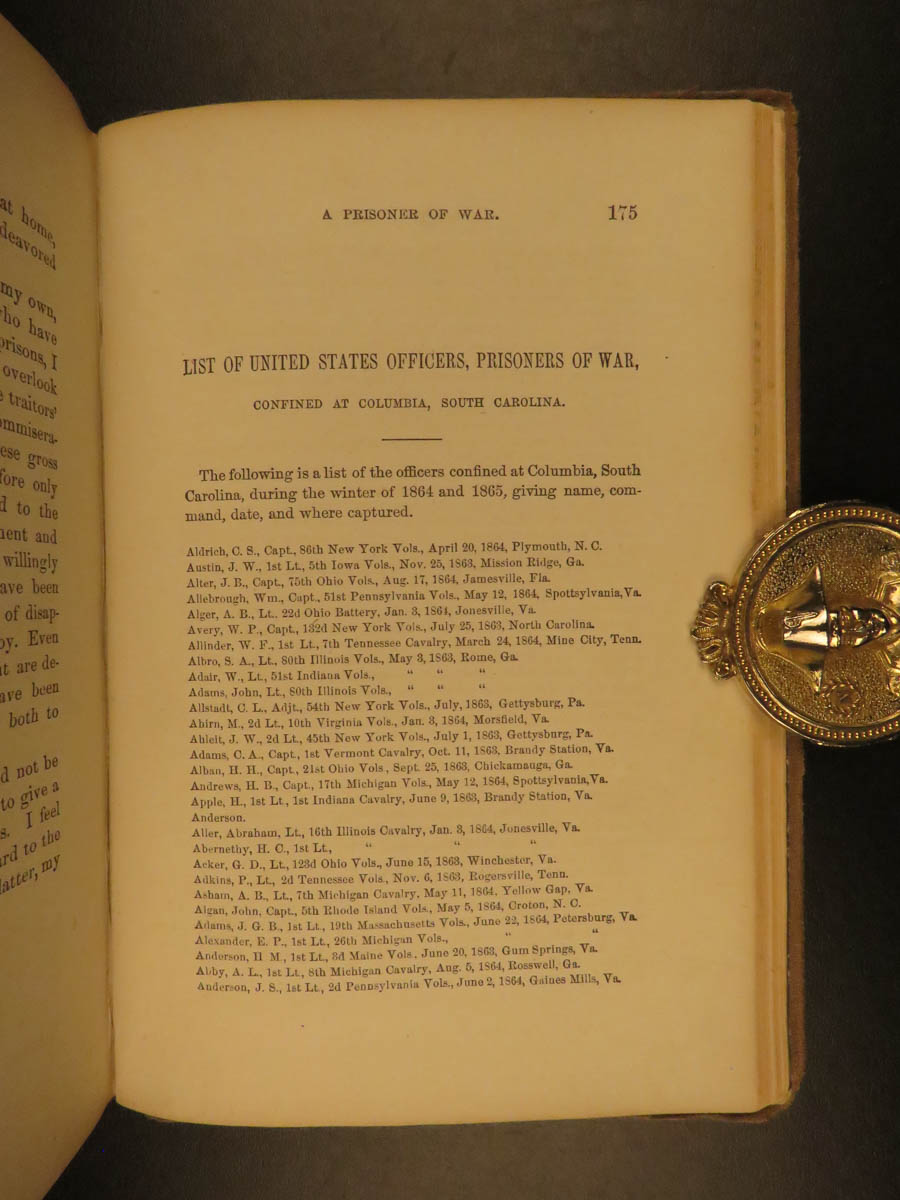 at home,
deavored
my own,
who have
prisons, I
overlook
traitors'
mmisera-
ese gross
fore only
d to the
ment and
willingly
ave been
of disap-
oy. Even
at are de-
ave been
both to
d not be
to give a
s. I feel
ard to the
latter, my
A PRISONER OF WAR. 175
LIST OF UNITED STATES OFFICERS, PRISONERS OF WAR,
CONFINED AT COLUMBIA, SOUTH CAROLINA.
The following is a list of the officers confined at Columbia, South
Carolina, during the winter of 1864 and 1865, giving name, com-
mand, date, and where captured.
Aldrich, C. S., Capt., 86th New York Vols., April 20, 1864, Plymouth, N. C.
Austin, J. W., 1st Lt., 5th Iowa Vols., Nov. 25, 1863, Mission Ridge, Ga.
Alter, J. B., Capt., 75th Ohio Vols., Aug. 17, 1864, Jamesville, Fla.
Allebrough, Wm., Capt., 51st Pennsylvania Vols., May 12, 1864, Spottsylvania, Va.
Alger, A. B., Lt., 22d Ohio Battery, Jan. 3, 1864, Jonesville, Va.
Avery, W. P., Capt., 132d New York Vols., July 25, 1863, North Carolina.
Allinder, W. F., 1st Lt., 7th Tennessee Cavalry, March 24, 1864, Mine City, Tenn.
Albro, S. A., Lt., 80th Illinois Vols., May 3, 1863, Rome, Ga.
Adair, W., Lt., 51st Indiana Vols., " " "
Adams, John, Lt., 80th Illinois Vols., " " "
Allstadt, C. L., Adjt., 54th New York Vols., July, 1863, Gettysburg, Pa.
Ahirn, M., 2d Lt., 10th Virginia Vols., Jan. 3, 1864, Morsfield, Va.
Ahlelt, J. W., 2d Lt., 45th New York Vols., July 1, 1863, Gettysburg, Pa.
Adams, C. A., Capt., 1st Vermont Cavalry, Oct. 11, 1863, Brandy Station, Va.
Alban, H. H., Capt., 21st Ohio Vols, Sept. 25, 1863, Chickamauga, Ga.
Andrews, H. B., Capt., 17th Michigan Vols., May 12, 1864, Spottsylvania, Va.
Apple, H., 1st Lt., 1st Indiana Cavalry, June 9, 1863, Brandy Station, Va.
Anderson.
Aller, Abraham, Lt., 16th Illinois Cavalry, Jan. 3, 1864, Jonesville, Va.
Abernethy, H. C., 1st Lt., " " "
Acker, G. D., Lt., 123d Ohio Vols., June 15, 1863, Winchester, Va.
Adkins, P., Lt., 2d Tennessee Vols., Nov. 6, 1863, Rogersville, Tenn.
Asham, A. B., Lt., 7th Michigan Cavalry, May 11, 1864, Yellow Gap, Va.
Aigan, John, Capt., 5th Rhode Island Vols., May 5, 1864, Croton, N. C.
Adams, J. G. B., 1st Lt., 19th Massachusetts Vols., June 22, 1864, Petersburg, Va.
Alexander, E. P., 1st Lt., 26th Michigan Vols., " "
Anderson, H M., 1st Lt., 3d Maine Vols. June 20, 1863, Gum Springs, Va.
Abby, A. L., 1st Lt., 8th Michigan Cavalry, Aug. 5, 1864, Rosswell, Ga.
Anderson, J. S., 1st Lt., 2d Pennsylvania Vols., June 2, 1864, Gaines Mills, Va.